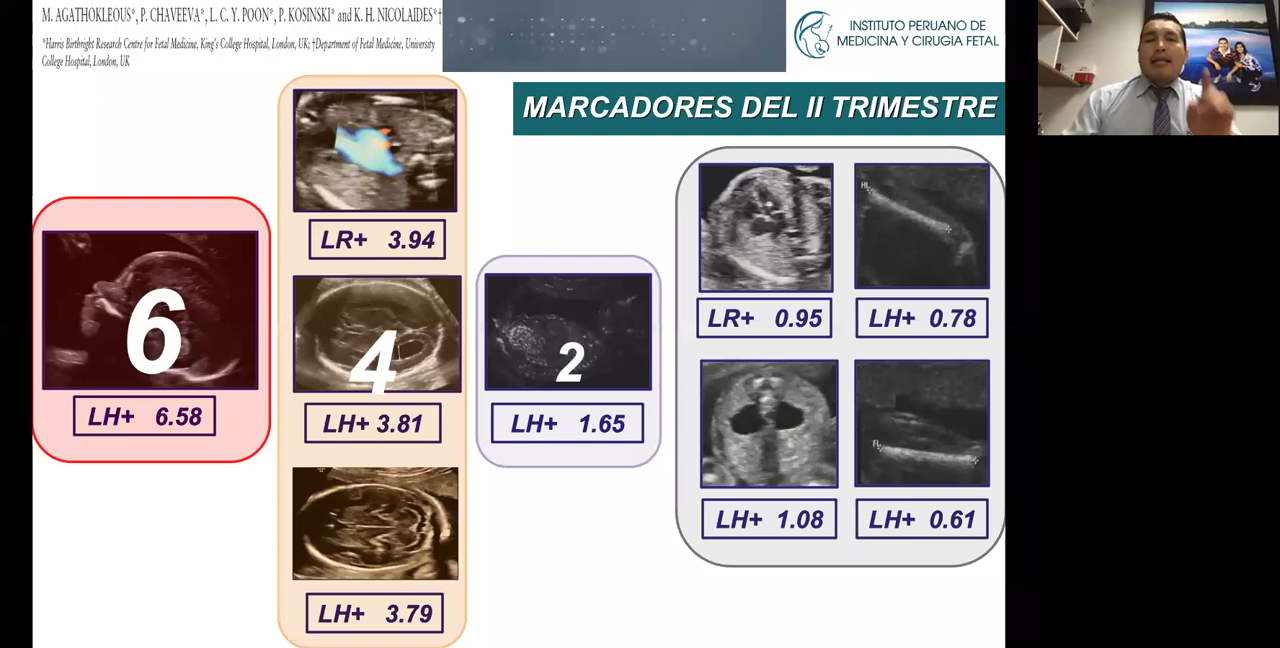 M. AGATHOKLEOUS*, P. CHAVEEVA*, L. C. Y. POON*, P. KOSINSKI* and K. H. NICOLAIDES*†
*Harris Birthright Research Centre for Fetal Medicine, King's College Hospital, London, UK; †Department of Fetal Medicine, University
College Hospital, London, UK
INSTITUTO PERUANO
DE
MEDICINA Y CIRUGIA FETAL
MARCADORES DEL II TRIMESTRE
6
LH+ 6.58
LR+ 3.94
4
LH+ 3.81
LH+ 3.79
2
LH+ 1.65
LR+ 0.95
HL
LH+ 0.78
LH+ 1.08
FL
LH+ 0.61